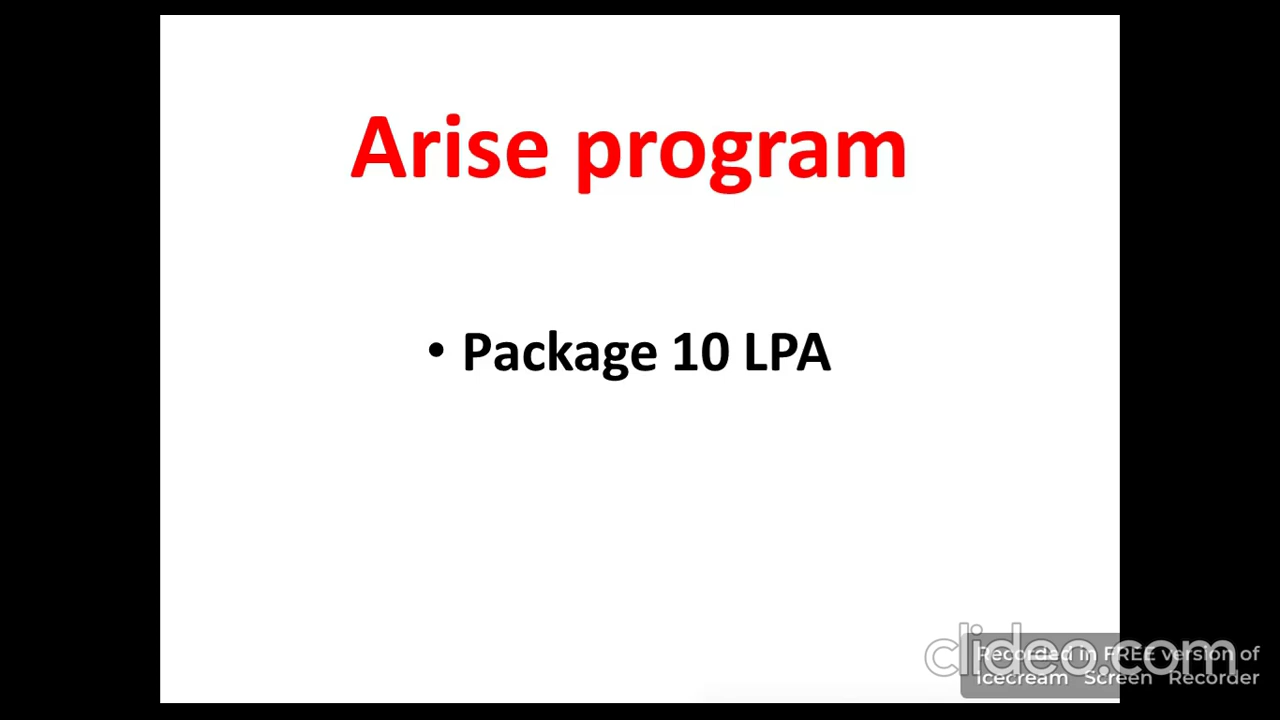 Arise program
• Package 10 LPA
clideo.com
Recorded in FREE version of
Icecream Screen Recorder